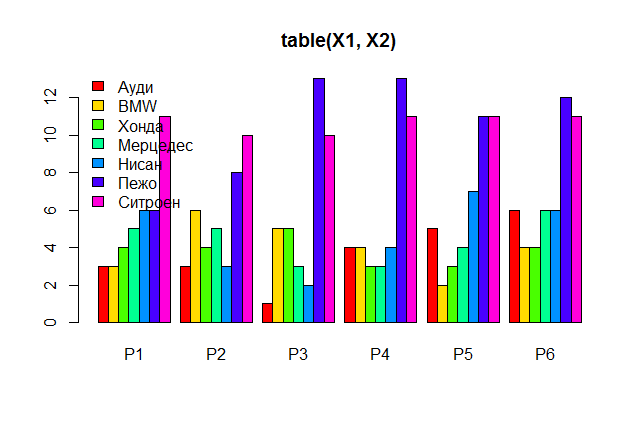 table(X1, X2)
Ауди
BMW
Хонда
Мерцедес
Нисан
Пежо
Ситроен
12
10
8
6
4
2
0
P1 P2 P3 P4 P5 P6